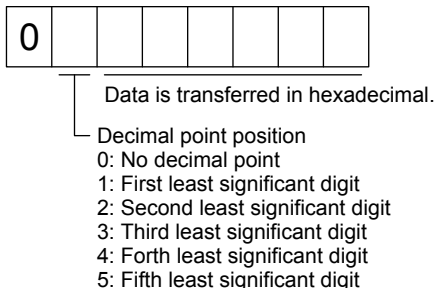 0
Data is transferred in hexadecimal.
Decimal point position
0: No decimal point
1: First least significant digit
2: Second least significant digit
3: Third least significant digit
4: Forth least significant digit
5: Fifth least significant digit